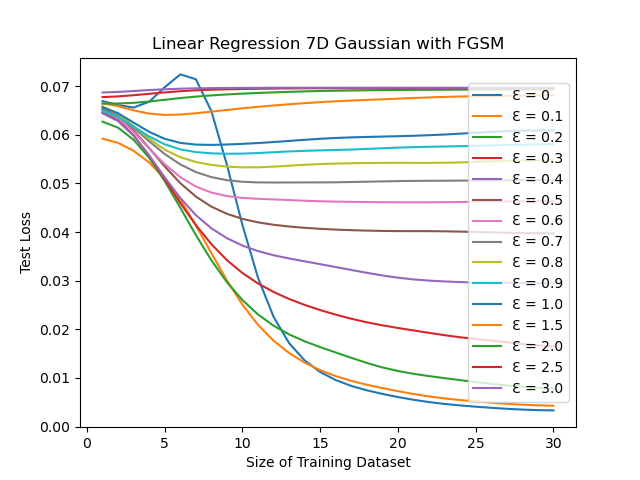 Linear Regression 7D Gaussian with FGSM
Test Loss
0.07
0.06
0.05
0.04
0.03
0.02
0.01
0.00
0
5
10
15
20
25
30
Size of Training Dataset
Ɛ = 0
Ɛ = 0.1
Ɛ = 0.2
Ɛ = 0.3
Ɛ = 0.4
Ɛ = 0.5
Ɛ = 0.6
Ɛ = 0.7
Ɛ = 0.8
Ɛ = 0.9
Ɛ = 1.0
Ɛ = 1.5
Ɛ = 2.0
Ɛ = 2.5
Ɛ = 3.0